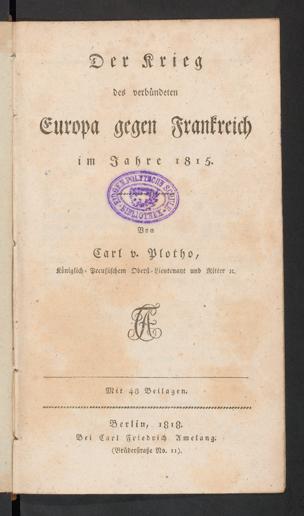 Der Krieg
des verbündeten
Europa gegen Frankreich
im Jahre 1815.
Von
Carl v. Plotho,
Königlich-Preußischem Oberst-Lieutenant und Ritter ꝛc.
Mit 48 Beilagen.
Berlin, 1818.
Bei Carl Friedrich Amelang.
(Brüderstraße No. 11).